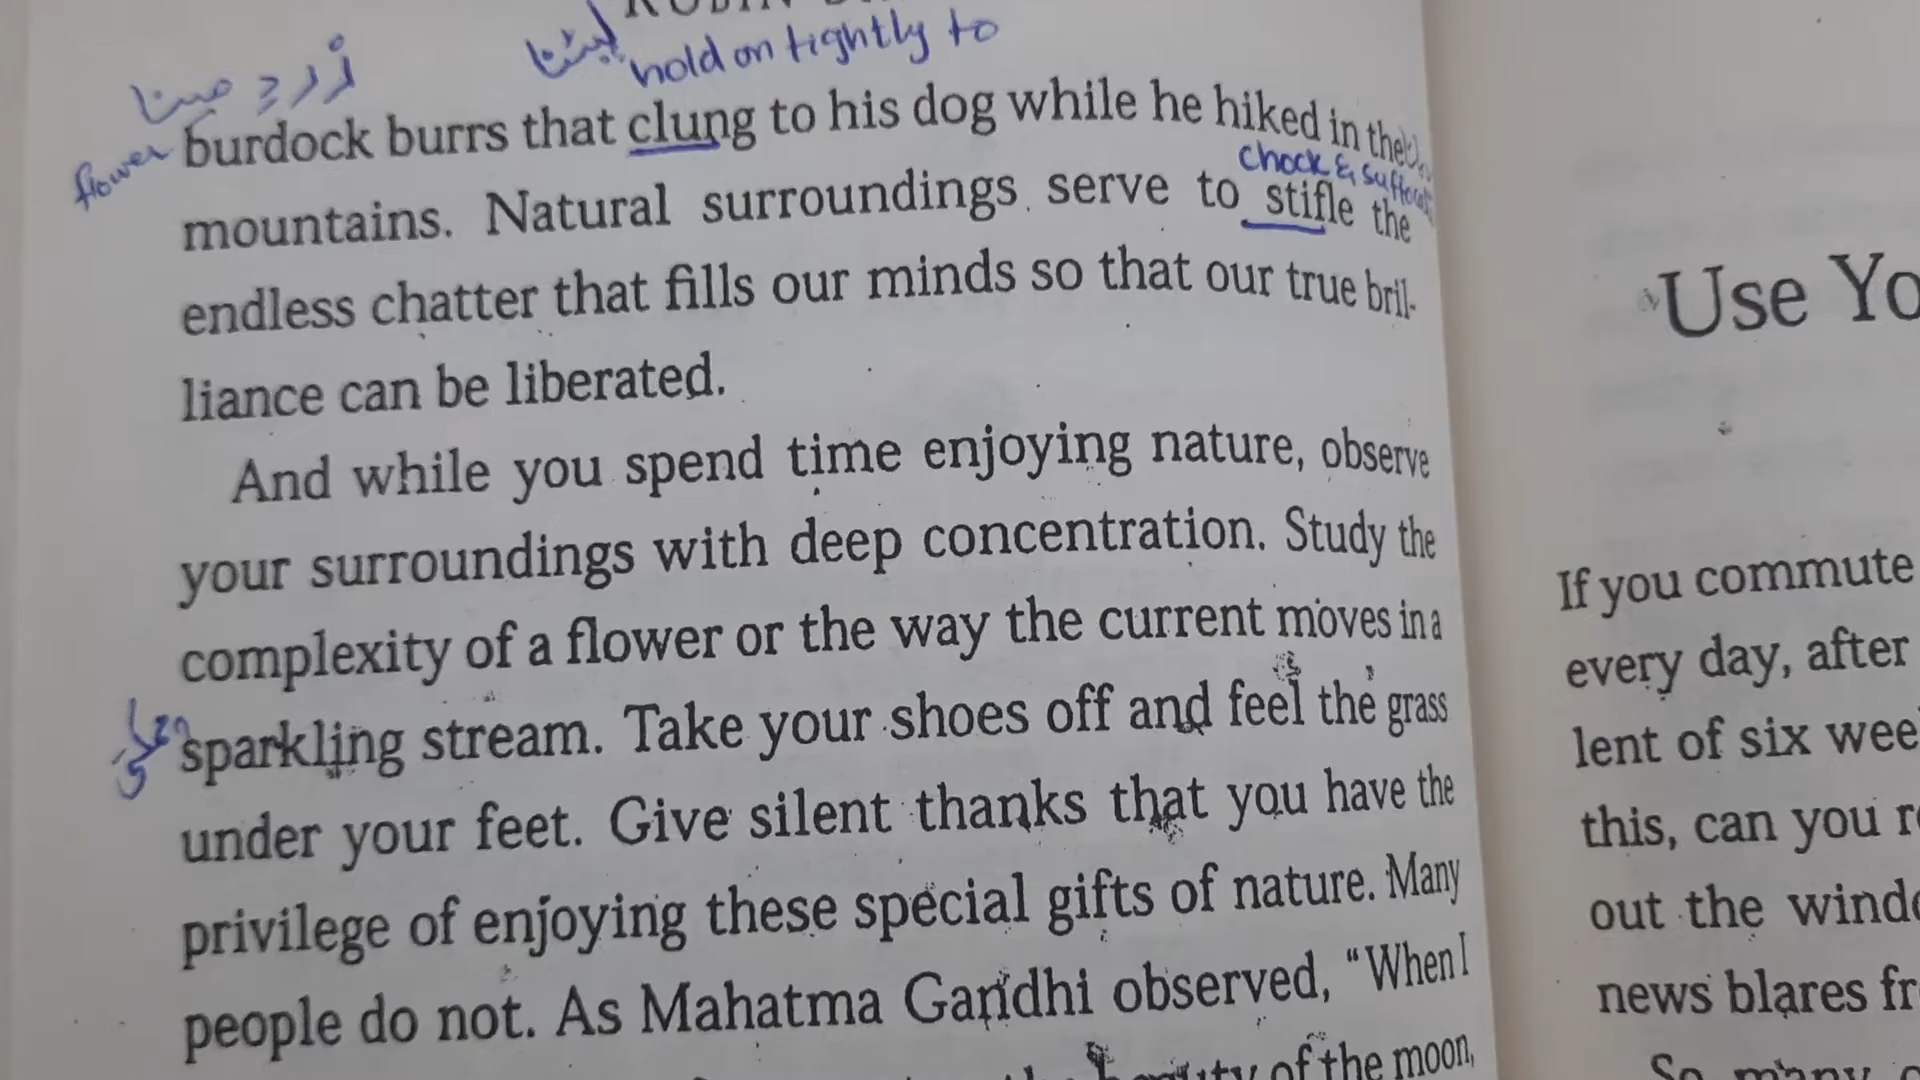 hold on tightly to
burdock burrs that clung to his dog while he hiked in the
flower
chock & suffocate
mountains. Natural surroundings serve to stifle the
endless chatter that fills our minds so that our true bril-
liance can be liberated.
And while you spend time enjoying nature, observe
your surroundings with deep concentration. Study the
complexity of a flower or the way the current moves in a
sparkling stream. Take your shoes off and feel the grass
under your feet. Give silent thanks that you have the
privilege of enjoying these special gifts of nature. Many
people do not. As Mahatma Gandhi observed, "When I
of the moon,
Use Yo
If you commute
every day, after
lent of six wee
this, can you r
out the wind
news blares fr
So many